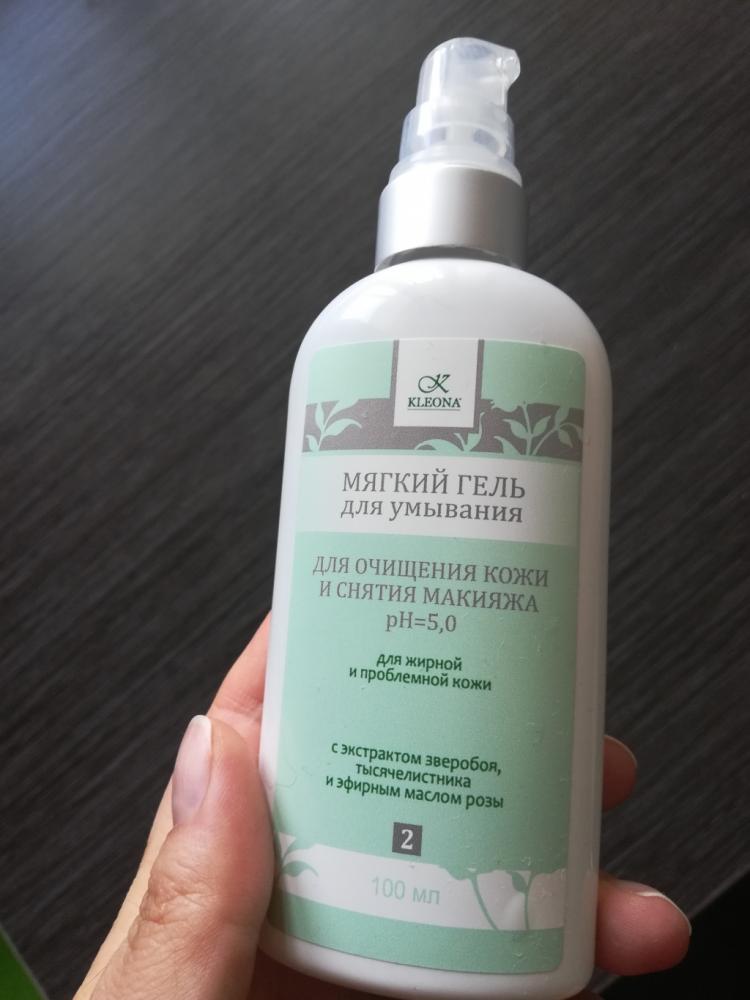 K
KLEONA®
МЯГКИЙ ГЕЛЬ
для умывания
ДЛЯ ОЧИЩЕНИЯ КОЖИ
И СНЯТИЯ МАКИЯЖА
pH=5,0
для жирной
и проблемной кожи
с экстрактом зверобоя,
тысячелистника
и эфирным маслом розы
2
100 мл